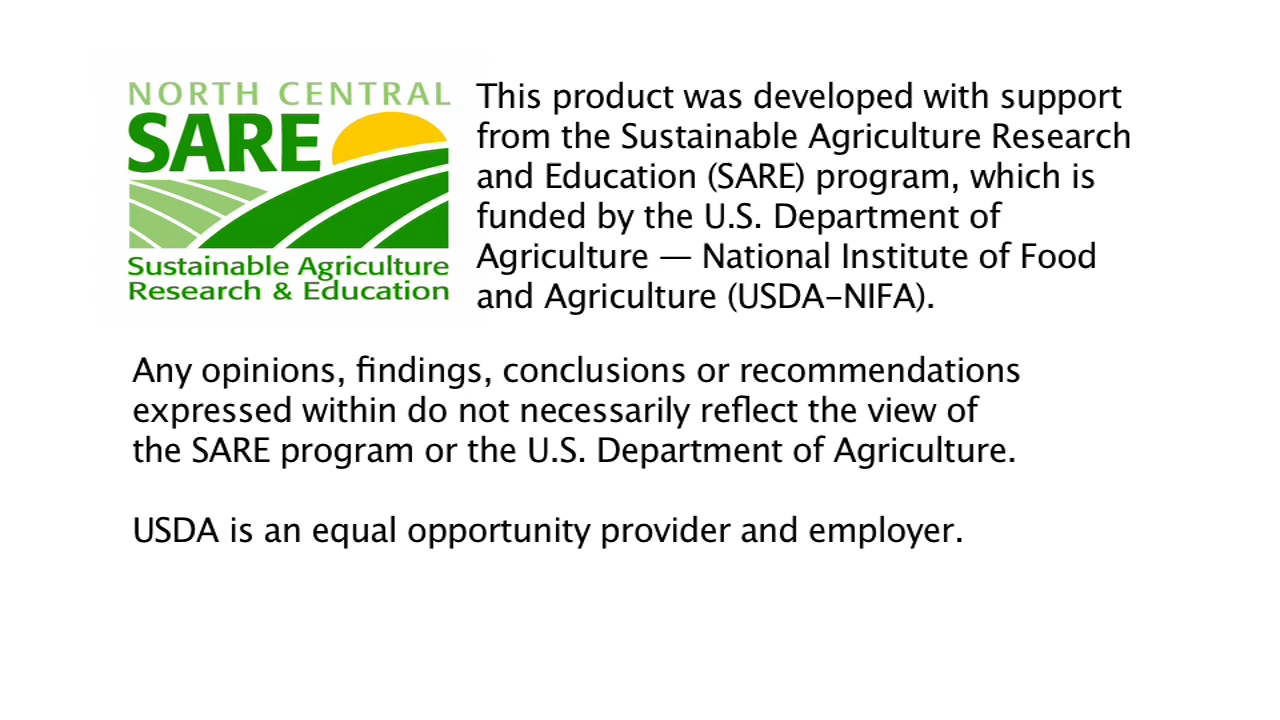 NORTH CENTRAL
SARE
Sustainable Agriculture
Research & Education
This product was developed with support
from the Sustainable Agriculture Research
and Education (SARE) program, which is
funded by the U.S. Department of
Agriculture — National Institute of Food
and Agriculture (USDA–NIFA).
Any opinions, findings, conclusions or recommendations
expressed within do not necessarily reflect the view of
the SARE program or the U.S. Department of Agriculture.
USDA is an equal opportunity provider and employer.